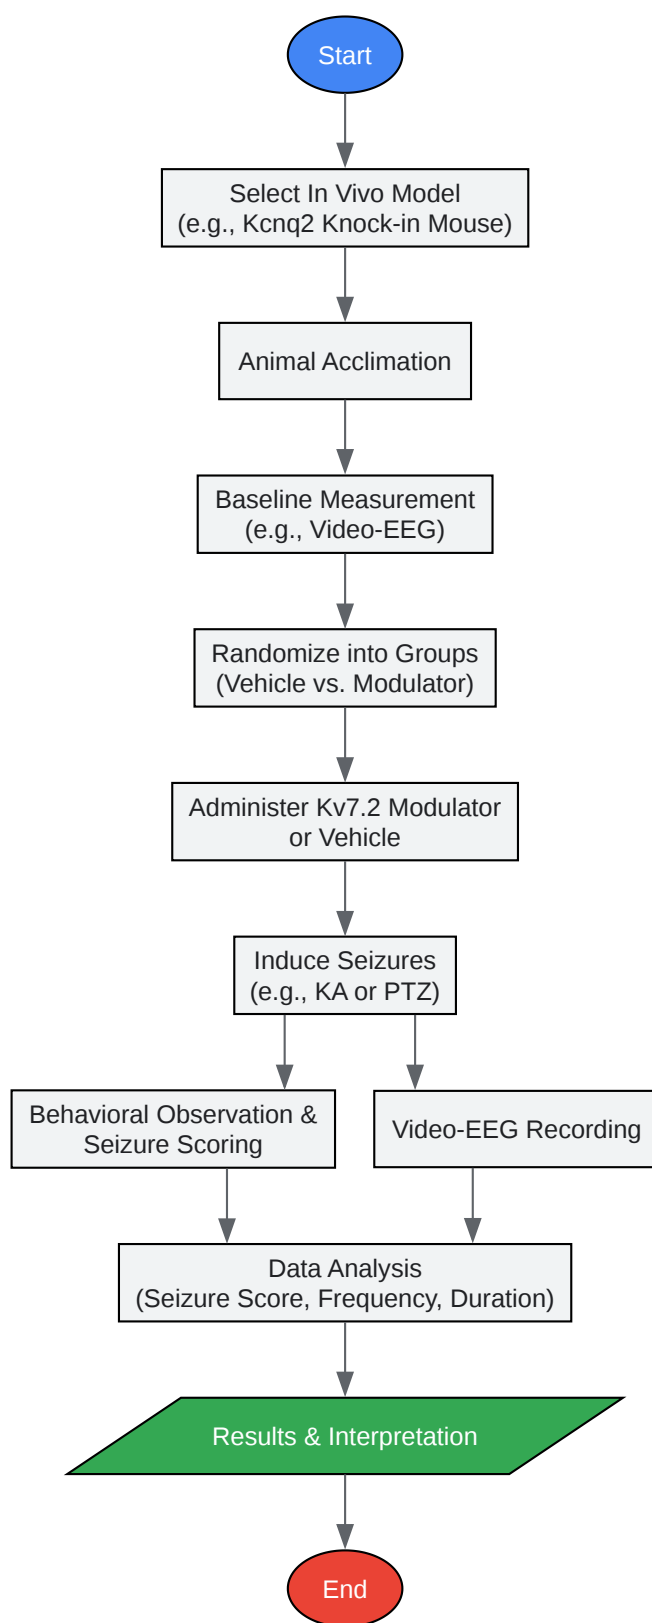 Start
Select In Vivo Model
(e.g., Kcnq2 Knock-in Mouse)
Animal Acclimation
Baseline Measurement
(e.g., Video-EEG)
Randomize into Groups
(Vehicle vs. Modulator)
Administer Kv7.2 Modulator
or Vehicle
Induce Seizures
(e.g., KA or PTZ)
Behavioral Observation &
Seizure Scoring
Video-EEG Recording
Data Analysis
(Seizure Score, Frequency, Duration)
Results & Interpretation
End